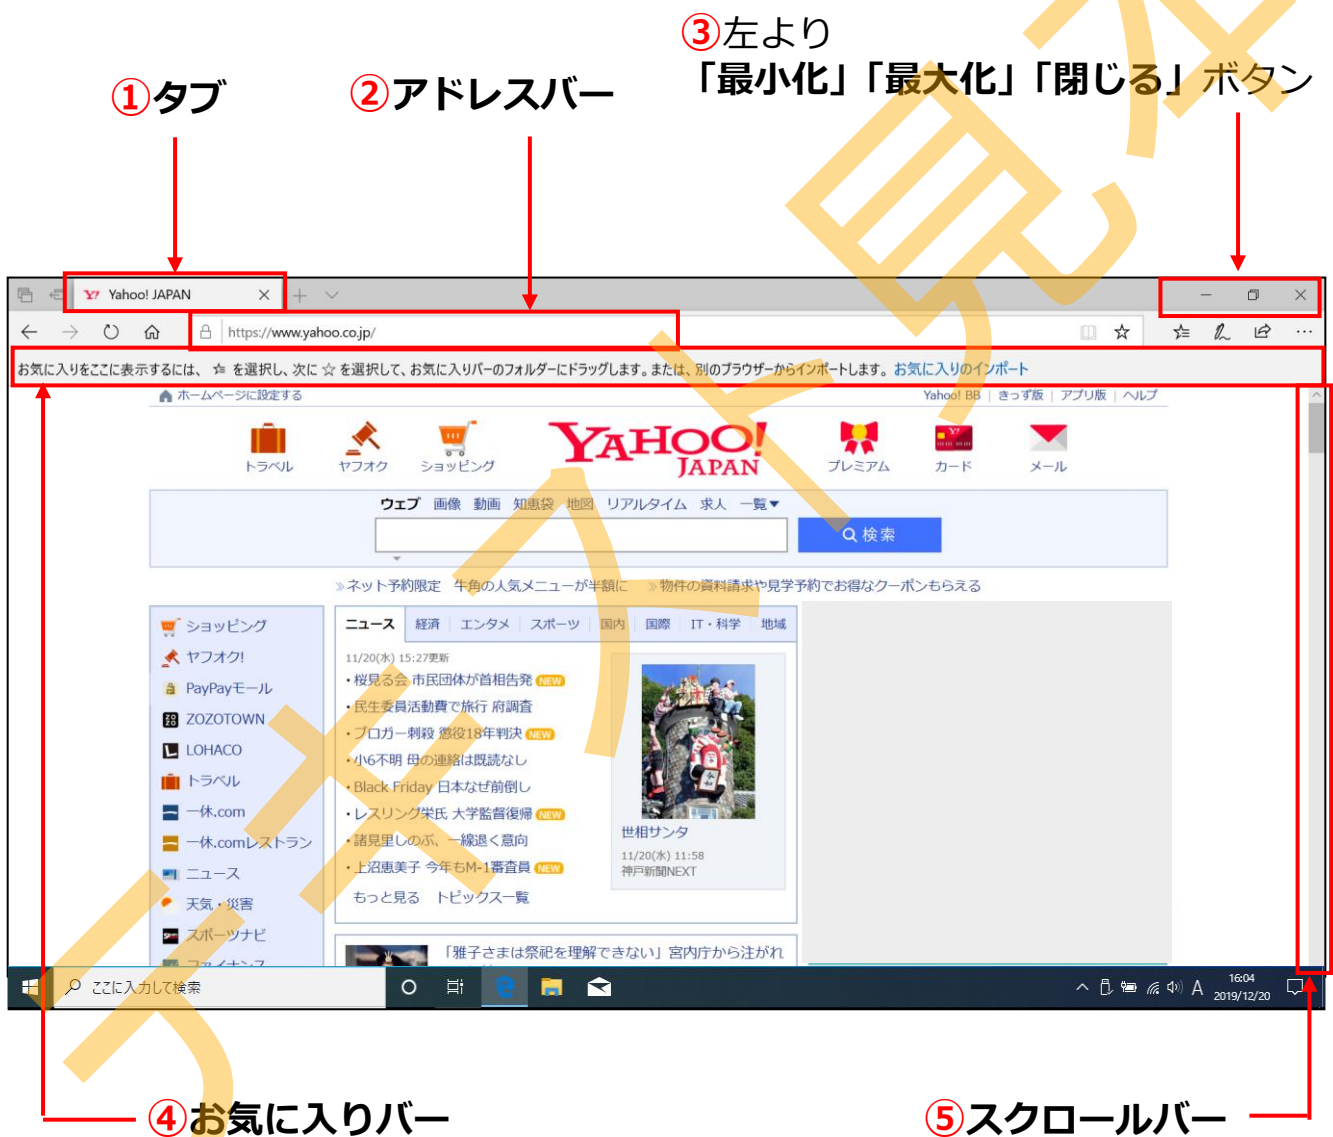 ③左より
「最小化」「最大化」「閉じる」ボタン
①タブ
②アドレスバー
Yahoo! JAPAN
https://www.yahoo.co.jp/
お気に入りをここに表示するには、 を選択し、次に ☆ を選択して、お気に入りバーのフォルダーにドラッグします。または、別のブラウザーからインポートします。 お気に入りのインポート
ホームページに設定する
Yahoo! BB | きっず版 | アプリ版 | ヘルプ
YAHOO!
JAPAN
トラベル ヤフオク ショッピング プレミアム カード メール
ウェブ 画像 動画 知恵袋 地図 リアルタイム 求人 一覧▼
検索
»ネット予約限定 牛角の人気メニューが半額に »物件の資料請求や見学予約でお得なクーポンもらえる
ショッピング
ヤフオク!
PayPayモール
ZOZOTOWN
LOHACO
トラベル
一休.com
一休.comレストラン
ニュース
天気・災害
スポーツナビ
ファイナンス
ニュース 経済 エンタメ スポーツ 国内 国際 IT・科学 地域
11/20(水) 15:27更新
・桜見る会 市民団体が首相告発 NEW
・民生委員活動費で旅行 府調査
・ブロガー刺殺 懲役18年判決 NEW
・小6不明 母の連絡は既読なし
・Black Friday 日本なぜ前倒し
・レスリング栄氏 大学監督復帰 NEW
・諸見里しのぶ、一線退く意向
・上沼恵美子 今年もM-1審査員 NEW
もっと見る トピックス一覧
世相サンタ
11/20(水) 11:58
神戸新聞NEXT
「雅子さまは祭祀を理解できない」宮内庁から注がれ
ここに入力して検索
A
16:04
2019/12/20
④お気に入りバー
⑤スクロールバー
テキスト見本